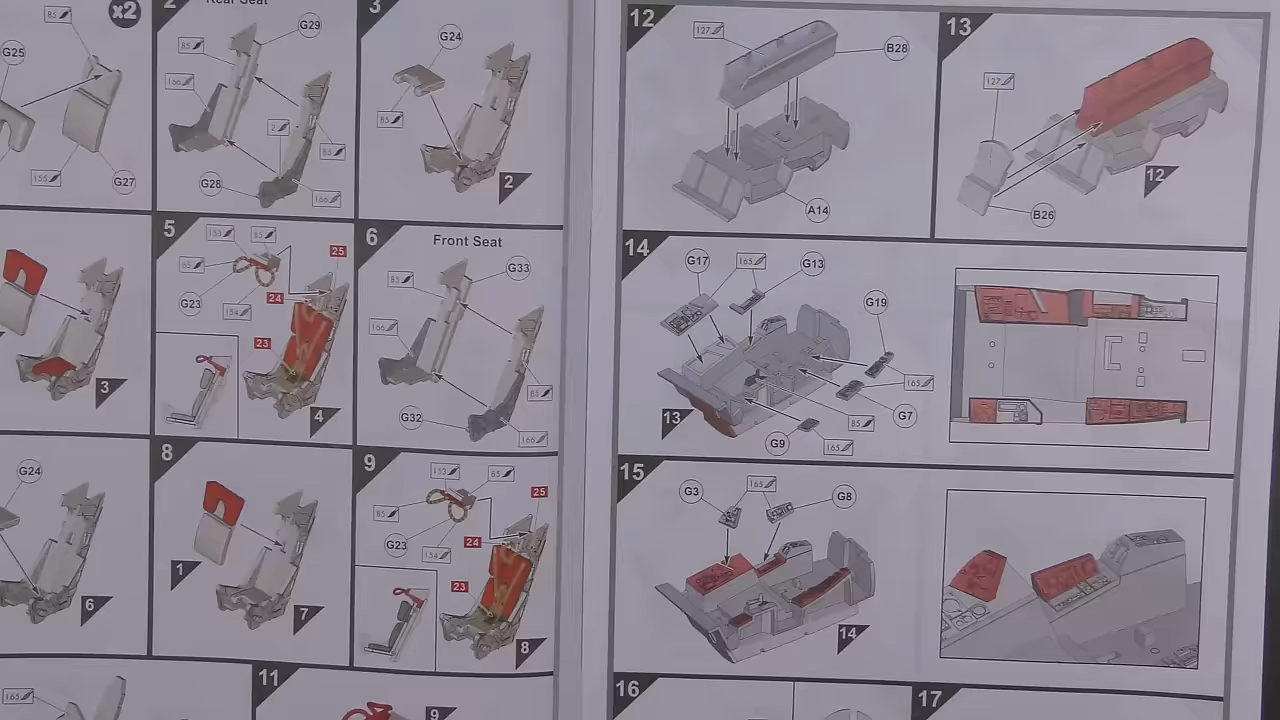 85
x2
G25
155
G27
2
Rear Seat
G29
85
166
2
85
G28
166
3
G24
85
2
3
5
153
85
25
85
G23
24
154
23
4
6
Front Seat
G33
85
166
85
G32
166
G24
6
8
1
7
9
153
85
25
85
G23
24
154
23
8
165
11
9
12
127
B28
A14
13
127
12
B26
14
G17
165
G13
G19
165
13
85
G7
G9
165
15
G3
165
G8
14
16
17